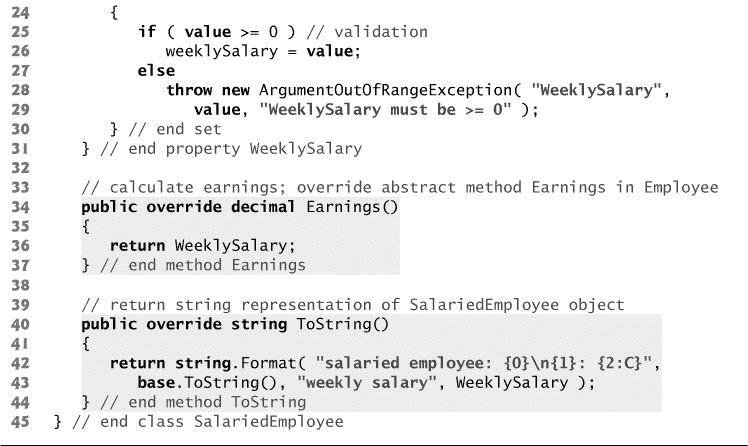 24 {
25 if ( value >= 0 ) // validation
26 weeklySalary = value;
27 else
28 throw new ArgumentOutOfRangeException( "WeeklySalary",
29 value, "WeeklySalary must be >= 0" );
30 } // end set
31 } // end property WeeklySalary
32
33 // calculate earnings; override abstract method Earnings in Employee
34 public override decimal Earnings()
35 {
36 return WeeklySalary;
37 } // end method Earnings
38
39 // return string representation of SalariedEmployee object
40 public override string ToString()
41 {
42 return string.Format( "salaried employee: {0}\n{1}: {2:C}",
43 base.ToString(), "weekly salary", WeeklySalary );
44 } // end method ToString
45 } // end class SalariedEmployee